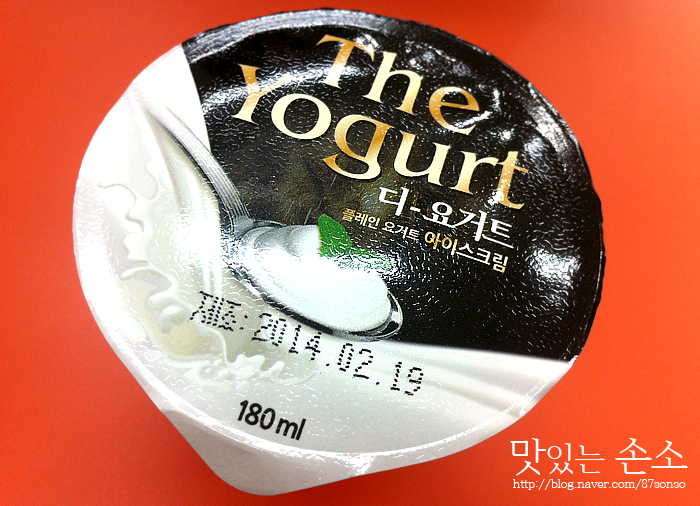 The
Yogurt
디-요거트
플레인 요거트 아이스크림
제조:2014.02.19
180ml
맛있는 손소
http://blog.naver.com/87sonso